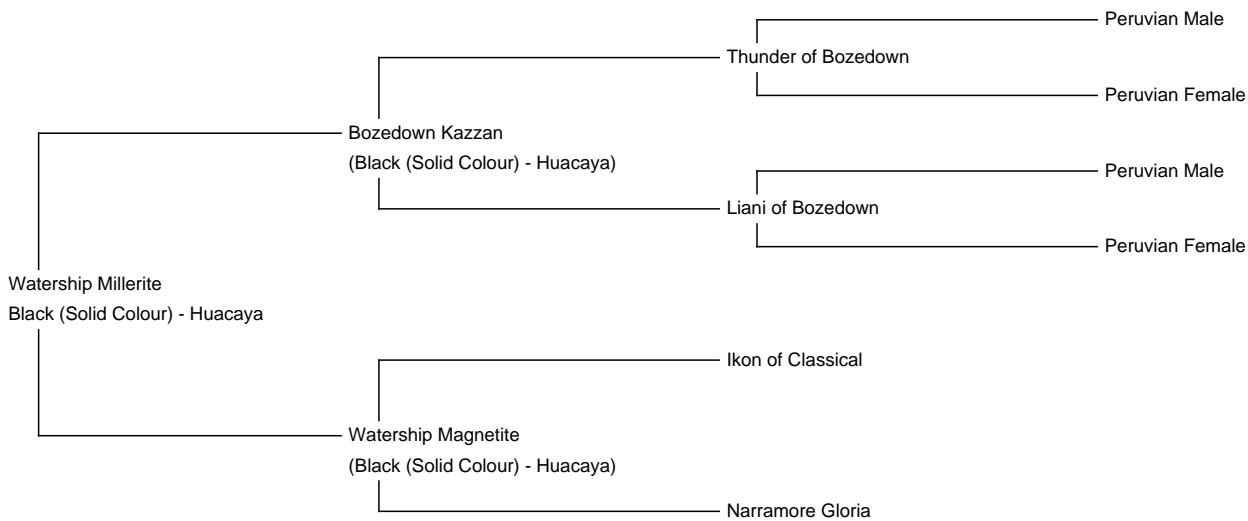 Peruvian Male
Thunder of Bozedown
Peruvian Female
Bozedown Kazzan
(Black (Solid Colour) - Huacaya)
Peruvian Male
Liani of Bozedown
Peruvian Female
Watership Millerite
Black (Solid Colour) - Huacaya
Ikon of Classical
Watership Magnetite
(Black (Solid Colour) - Huacaya)
Narramore Gloria